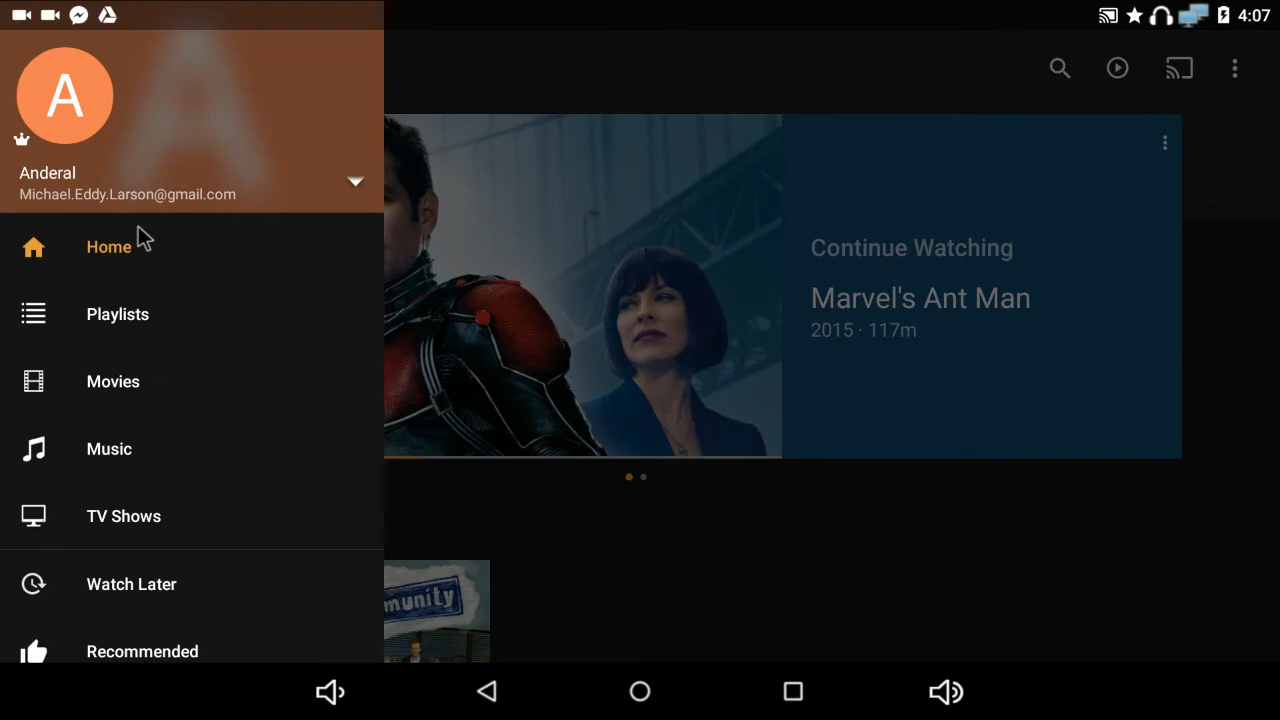 4:07
A
Anderal
Michael.Eddy.Larson@gmail.com
Home
Playlists
Movies
Music
TV Shows
Watch Later
Recommended
Continue Watching
Marvel's Ant Man
2015 · 117m
munity